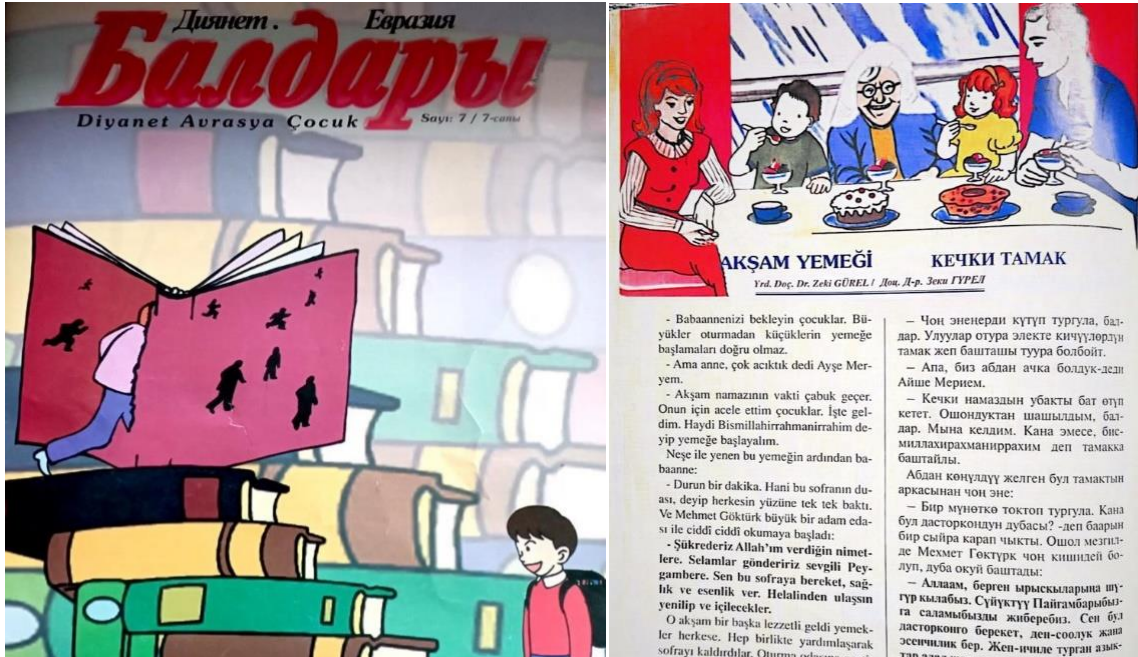 Диянет . Евразия
Балдары
Diyanet Avrasya Çocuk
Sayı: 7 / 7-саны
AKŞAM YEMEĞİ
КЕЧКИ ТАМАК
Yrd. Doç. Dr. Zeki GÜREL / Доц. Д-р. Зеки ГҮРЕЛ
- Babaannenizi bekleyin çocuklar. Bü-
yükler oturmadan küçüklerin yemeğe
başlamaları doğru olmaz.
- Ama anne, çok acıktık dedi Ayşe Mer-
yem.
- Akşam namazının vakti çabuk geçer.
Onun için acele ettim çocuklar. İşte gel-
dim. Haydi Bismillahirrahmanirrahim de-
yip yemeğe başlayalım.
Neşe ile yenen bu yemeğin ardından ba-
baanne:
- Durun bir dakika. Hani bu sofranın du-
ası, deyip herkesin yüzüne tek tek baktı.
Ve Mehmet Göktürk büyük bir adam eda-
sı ile ciddî ciddî okumaya başladı:
- Şükrederiz Allah'ım verdiğin nimet-
lere. Selamlar göndeririz sevgili Pey-
gambere. Sen bu sofraya bereket, sağ-
lık ve esenlik ver. Helalinden ulaşsın
yenilip ve içilecekler.
O akşam bir başka lezzetli geldi yemek-
ler herkese. Hep birlikte yardımlaşarak
sofrayı kaldırdılar. Oturma
— Чоң энеңерди күтүп тургула, бал-
дар. Улуулар отура электе кичүүлөрдүн
тамак жеп башташы туура болбойт.
— Апа, биз абдан ачка болдук-деди
Айше Мерием.
— Кечки намаздын убакты бат өтүп
кетет. Ошондуктан шашылдым, бал-
дар. Мына келдим. Кана эмесе, бис-
миллахирахманиррахим деп тамакка
баштайлы.
Абдан көңүлдүү желген бул тамактын
аркасынан чоң эне:
— Бир мүнөткө токтоп тургула. Кана
бул дасторкондун дубасы? -деп баарын
бир сыйра карап чыкты. Ошол мезгил-
де Мехмет Гөктүрк чоң кишидей бо-
луп, дуба окуй баштады:
— Аллаам, берген ырыскыларына шү-
гүр кылабыз. Сүйүктүү Пайгамбарыбыз-
га саламыбызды жиберебиз. Сен бул
дасторконго берекет, ден-соолук жана
эсенчилик бер. Жеп-ичиле турган азык-